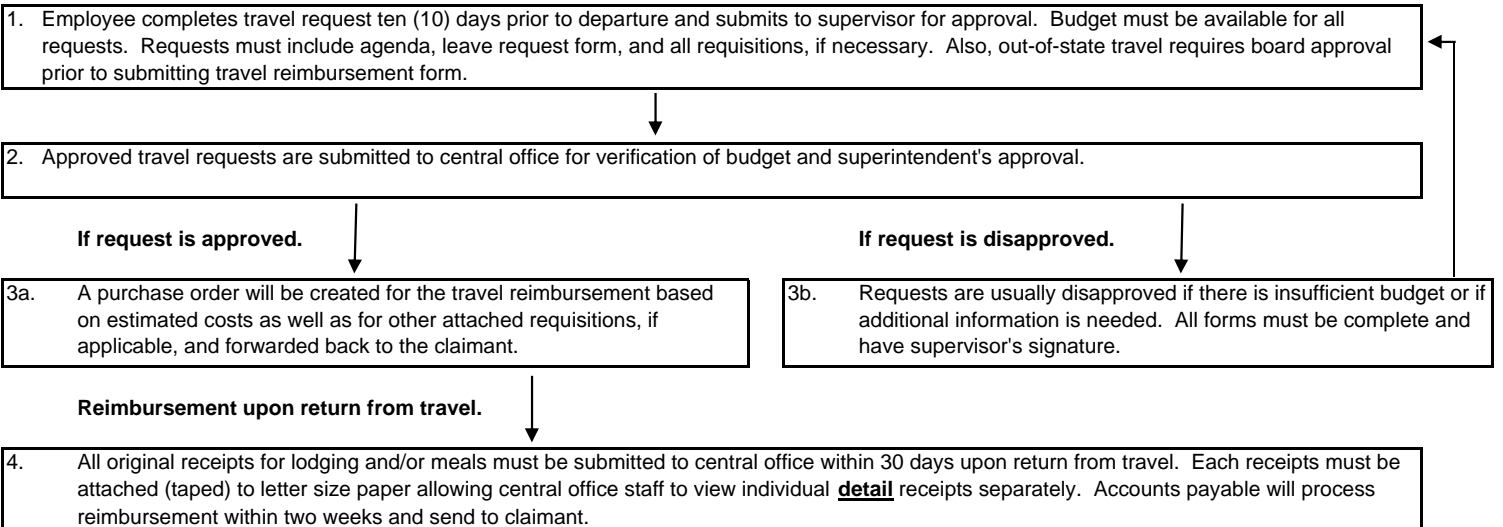 1. Employee completes travel request ten (10) days prior to departure and submits to supervisor for approval. Budget must be available for all
requests. Requests must include agenda, leave request form, and all requisitions, if necessary. Also, out-of-state travel requires board approval
prior to submitting travel reimbursement form.
2. Approved travel requests are submitted to central office for verification of budget and superintendent's approval.
If request is approved.
If request is disapproved.
3a. A purchase order will be created for the travel reimbursement based
on estimated costs as well as for other attached requisitions, if
applicable, and forwarded back to the claimant.
3b. Requests are usually disapproved if there is insufficient budget or if
additional information is needed. All forms must be complete and
have supervisor's signature.
Reimbursement upon return from travel.
4. All original receipts for lodging and/or meals must be submitted to central office within 30 days upon return from travel. Each receipts must be
attached (taped) to letter size paper allowing central office staff to view individual detail receipts separately. Accounts payable will process
reimbursement within two weeks and send to claimant.